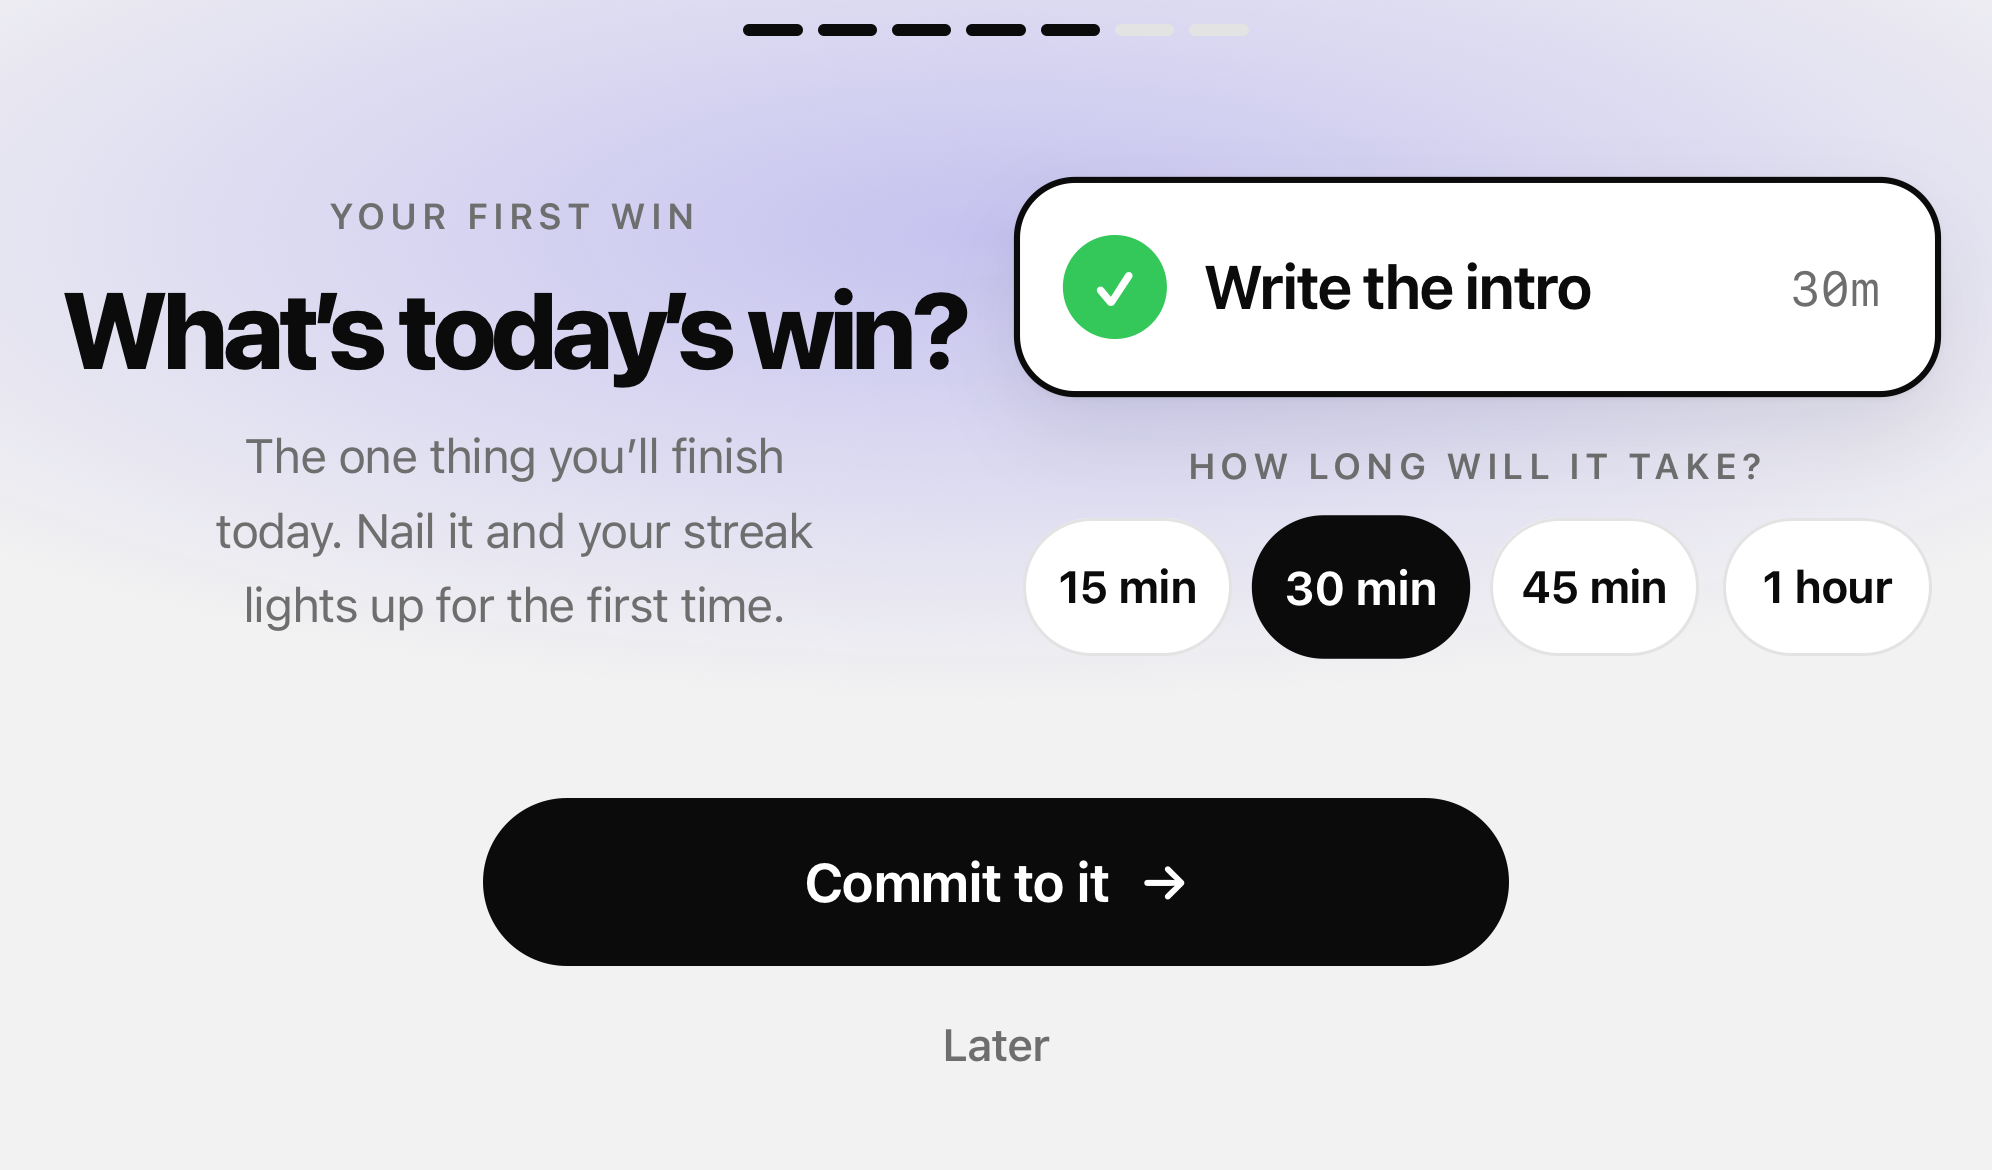 YOUR FIRST WIN
What’s today’s win?
The one thing you’ll finish
today. Nail it and your streak
lights up for the first time.
Write the intro 30m
HOW LONG WILL IT TAKE?
15 min 30 min 45 min 1 hour
Commit to it →
Later